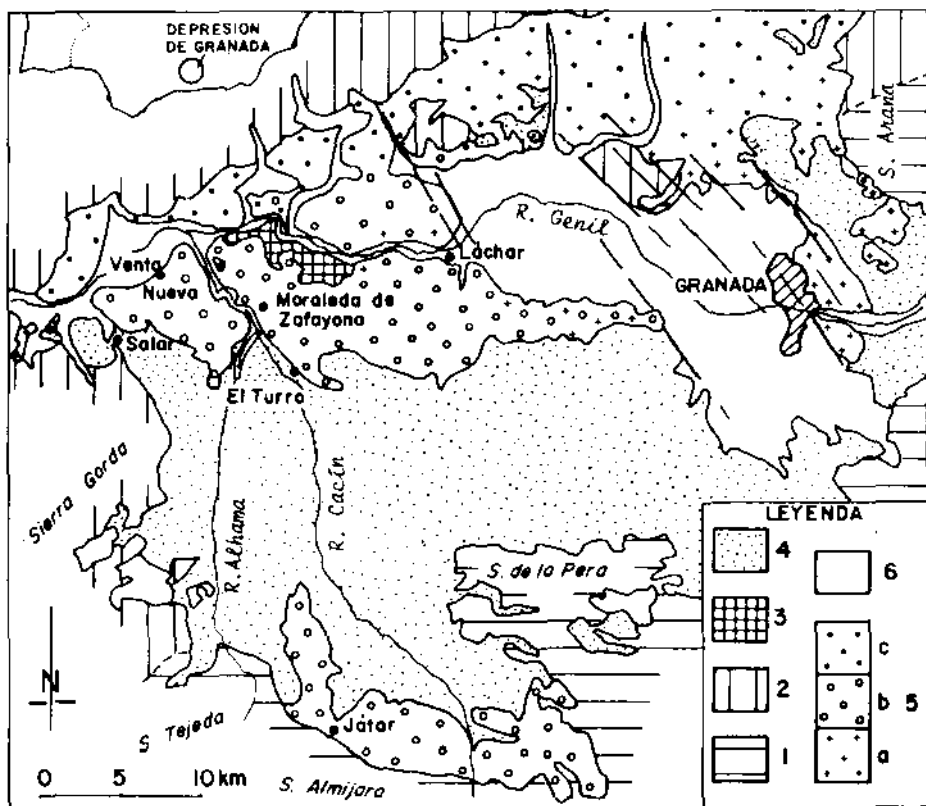 DEPRESION
DE GRANADA
S. Arana
R. Genil
Láchar
GRANADA
Venta
Nueva
Moraleda de
Zafayona
Salar
El Turro
Sierra Gorda
R. Alhama
R. Cacín
S. de la Pera
N
S. Tejeda
Játar
S. Almijara
0 5 10 km
LEYENDA
4 6
3 c
2 b 5
1 a